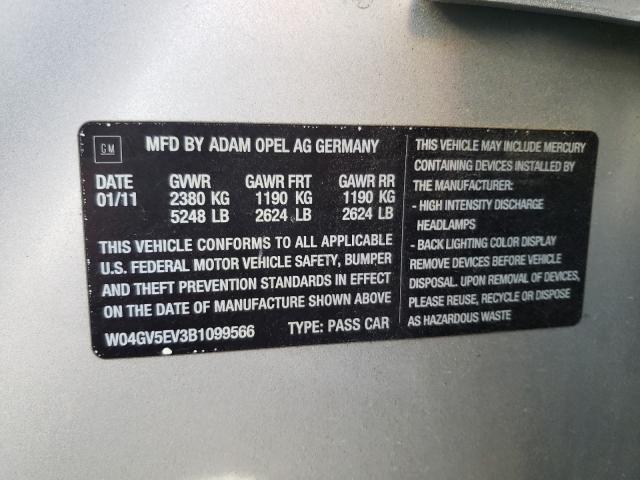 GM
MFD BY ADAM OPEL AG GERMANY
DATE GVWR GAWR FRT GAWR RR
01/11 2380 KG 1190 KG 1190 KG
5248 LB 2624 LB 2624 LB
THIS VEHICLE CONFORMS TO ALL APPLICABLE
U.S. FEDERAL MOTOR VEHICLE SAFETY, BUMPER
AND THEFT PREVENTION STANDARDS IN EFFECT
ON THE DATE OF MANUFACTURE SHOWN ABOVE
W04GV5EV3B1099566 TYPE: PASS CAR
THIS VEHICLE MAY INCLUDE MERCURY
CONTAINING DEVICES INSTALLED BY
THE MANUFACTURER:
- HIGH INTENSITY DISCHARGE
HEADLAMPS
- BACK LIGHTING COLOR DISPLAY
REMOVE DEVICES BEFORE VEHICLE
DISPOSAL. UPON REMOVAL OF DEVICES,
PLEASE REUSE, RECYCLE OR DISPOSE
AS HAZARDOUS WASTE